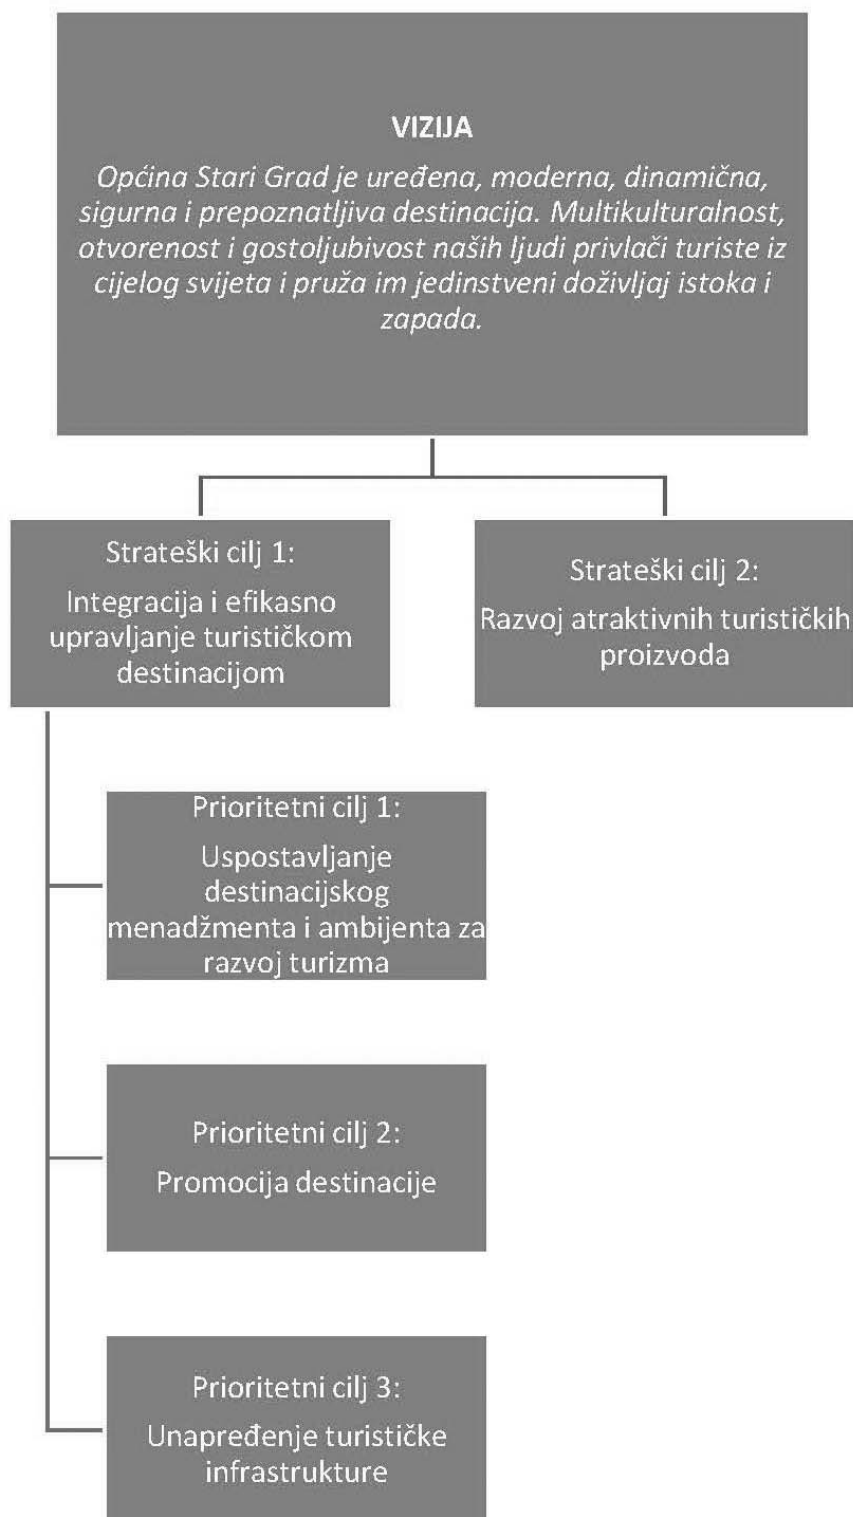 VIZIJA
Općina Stari Grad je uređena, moderna, dinamična,
sigurna i prepoznatljiva destinacija. Multikulturalnost,
otvorenost i gostoljubivost naših ljudi privlači turiste iz
cijelog svijeta i pruža im jedinstveni doživljaj istoka i
zapada.
Strateški cilj 1:
Integracija i efikasno
upravljanje turističkom
destinacijom
Strateški cilj 2:
Razvoj atraktivnih turističkih
proizvoda
Prioritetni cilj 1:
Uspostavljanje
destinacijskog
menadžmenta i ambijenta za
razvoj turizma
Prioritetni cilj 2:
Promocija destinacije
Prioritetni cilj 3:
Unapređenje turističke
infrastrukture